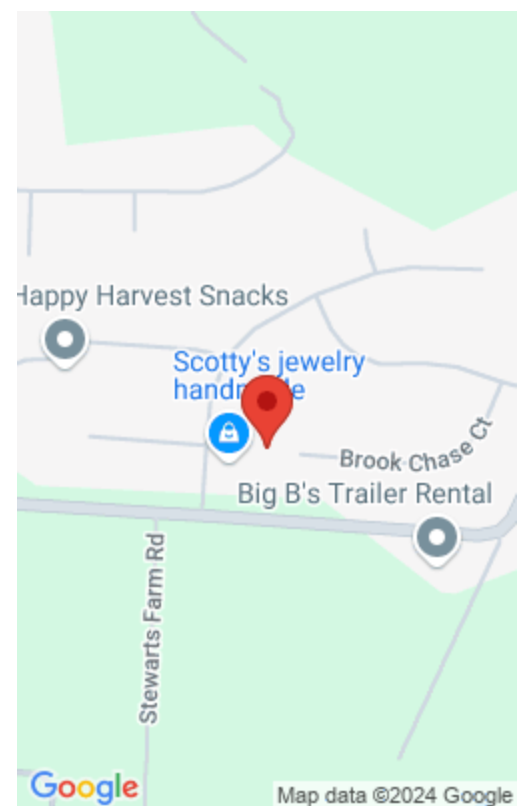 Happy Harvest Snacks
Scotty's jewelry
Brook Chase Ct
Big B's Trailer Rental
Stewarts Farm Rd
Google
Map data ©2024 Google